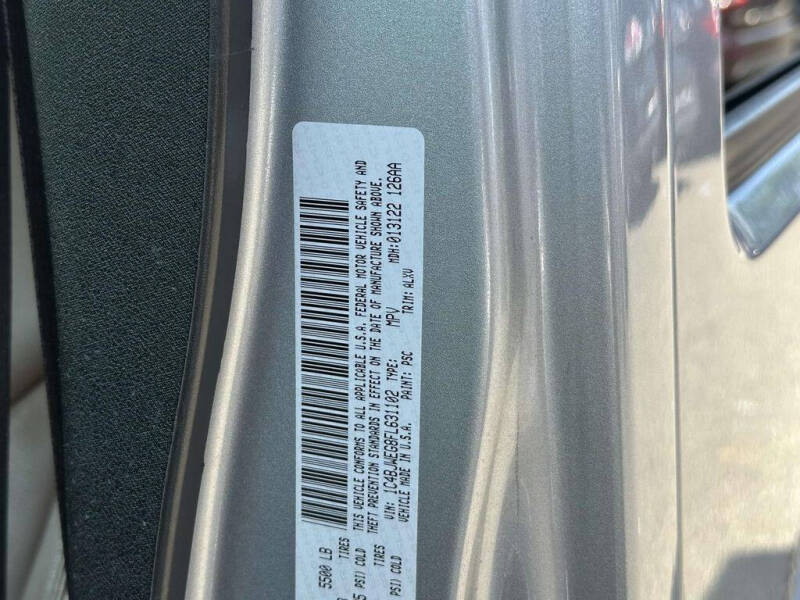 5500 LB
TIRES
PSI) COLD
TIRES
PSI) COLD
THIS VEHICLE CONFORMS TO ALL APPLICABLE U.S.A. FEDERAL MOTOR VEHICLE SAFETY AND
THEFT PREVENTION STANDARDS IN EFFECT ON THE DATE OF MANUFACTURE SHOWN ABOVE.
VIN: 1C4BJWEG8FL631102 TYPE: MPV MDH:013122 126AA
VEHICLE MADE IN U.S.A. PAINT: PSC TRIM: ALXV